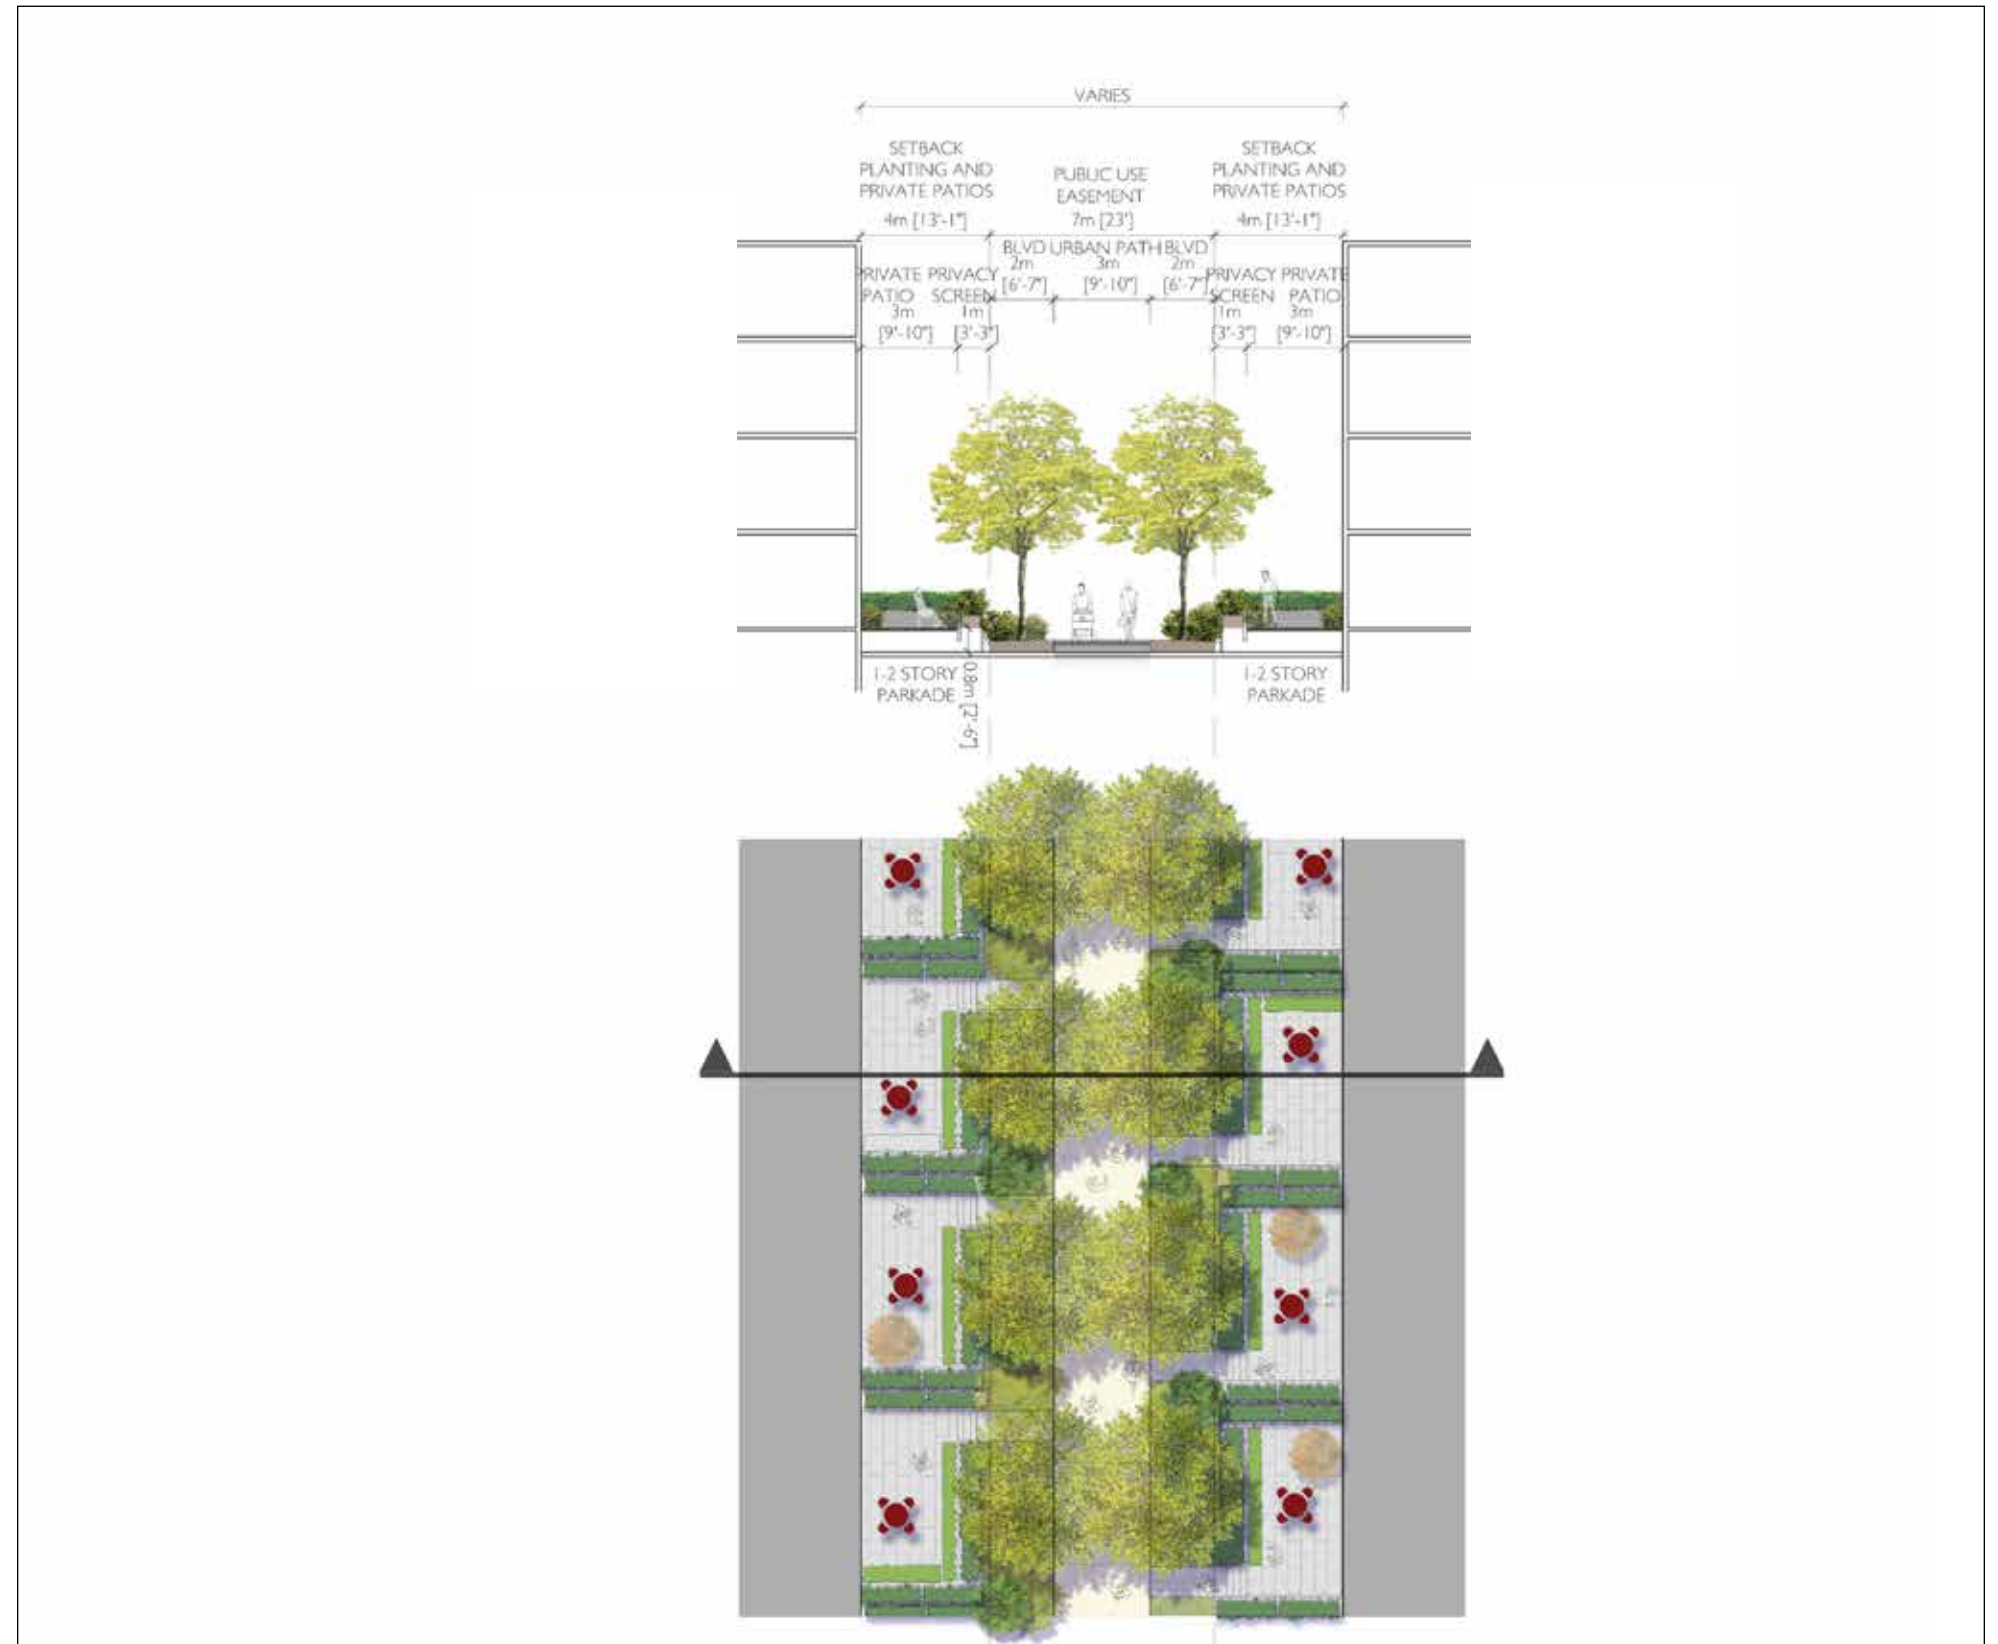 VARIES
SETBACK
PLANTING AND
PRIVATE PATIOS
4m [13'-1"]
PUBLIC USE
EASEMENT
7m [23']
SETBACK
PLANTING AND
PRIVATE PATIOS
4m [13'-1"]
PRIVATE
PATIO
3m
[9'-10"]
PRIVACY
SCREEN
1m
[3'-3"]
BLVD
2m
[6'-7"]
URBAN PATH
3m
[9'-10"]
BLVD
2m
[6'-7"]
PRIVACY
SCREEN
1m
[3'-3"]
PRIVATE
PATIO
3m
[9'-10"]
1-2 STORY
PARKADE
0.8m [2'-6"]
1-2 STORY
PARKADE